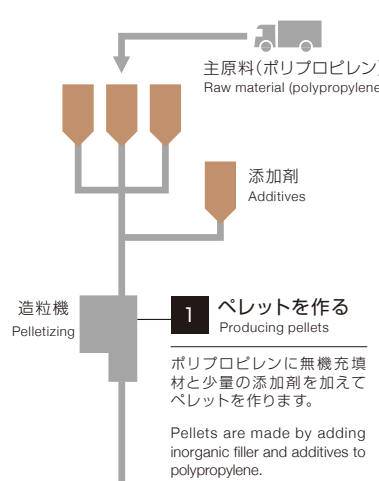 主原料(ポリプロピレン)
Raw material (polypropylene
添加剤
Additives
造粒機
Pelletizing
1
ペレットを作る
Producing pellets
ポリプロピレンに無機充填
材と少量の添加剤を加えて
ペレットを作ります。
Pellets are made by adding
inorganic filler and additives to
polypropylene.